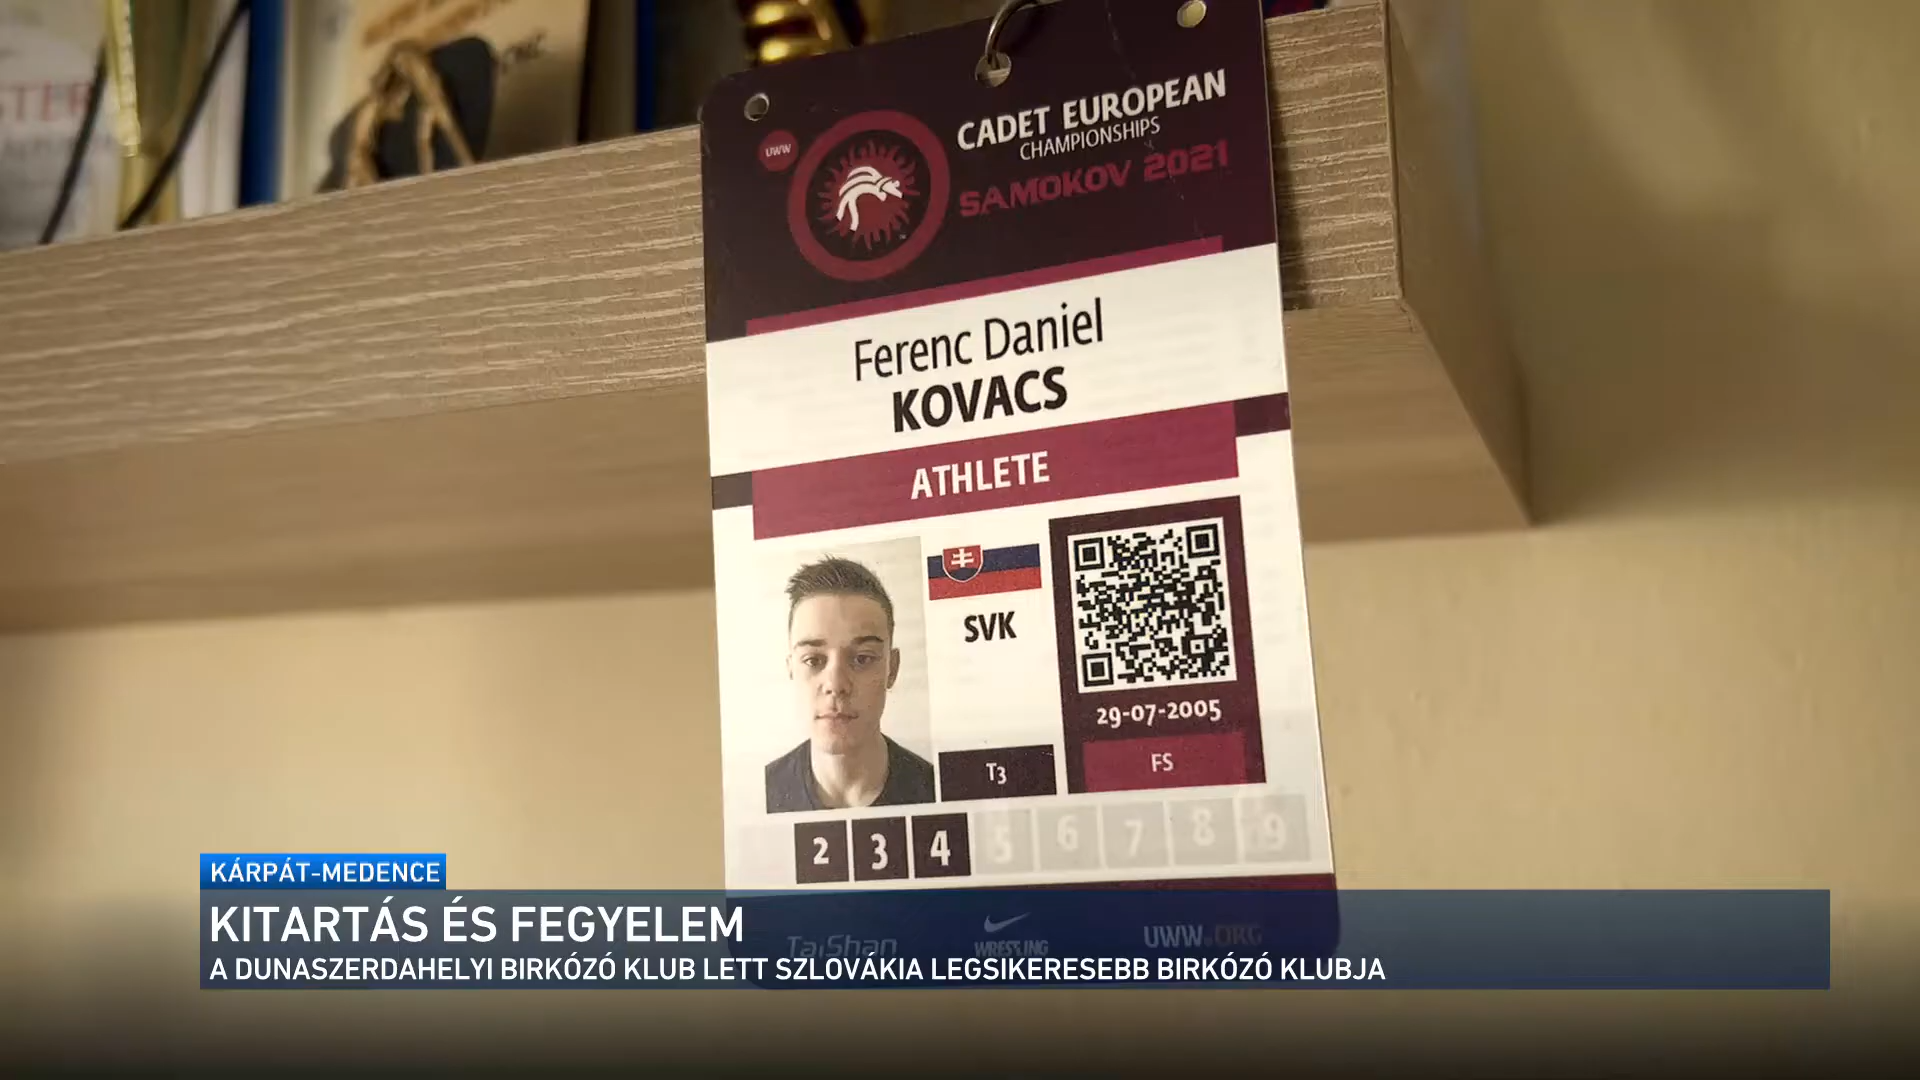 UWW
CADET EUROPEAN
CHAMPIONSHIPS
SAMOKOV 2021
Ferenc Daniel
KOVACS
ATHLETE
SVK
29-07-2005
T3
FS
2 3 4 5 6 7 8 9
KÁRPÁT-MEDENCE
KITARTÁS ÉS FEGYELEM
TaiShan
WRESTLING
UWW.ORG
A DUNASZERDAHELYI BIRKÓZÓ KLUB LETT SZLOVÁKIA LEGSIKERESEBB BIRKÓZÓ KLUBJA